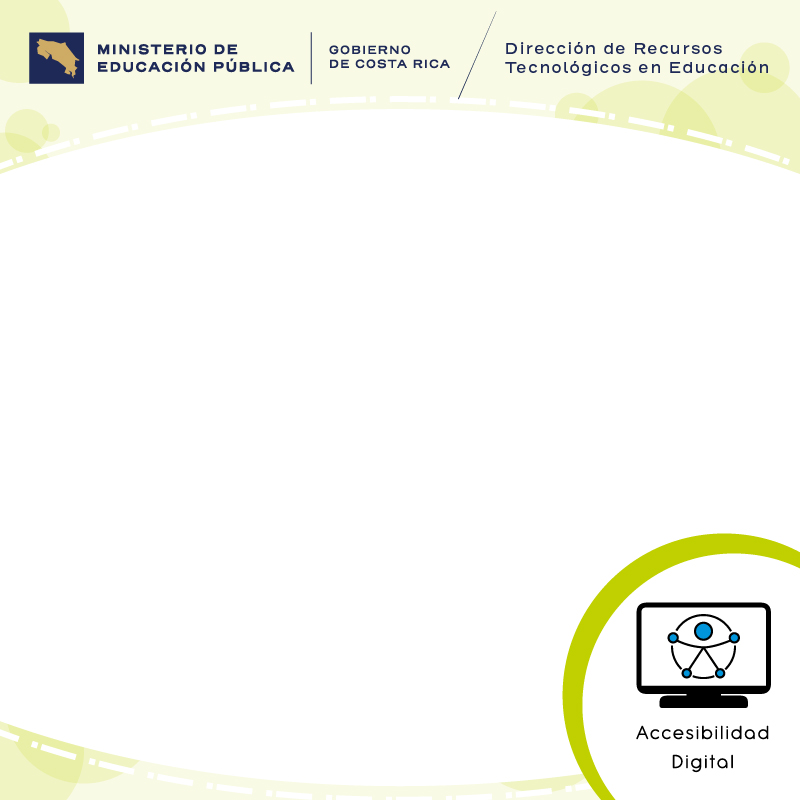 MINISTERIO DE
EDUCACIÓN PÚBLICA
GOBIERNO
DE COSTA RICA
Dirección de Recursos
Tecnológicos en Educación
Accesibilidad
Digital